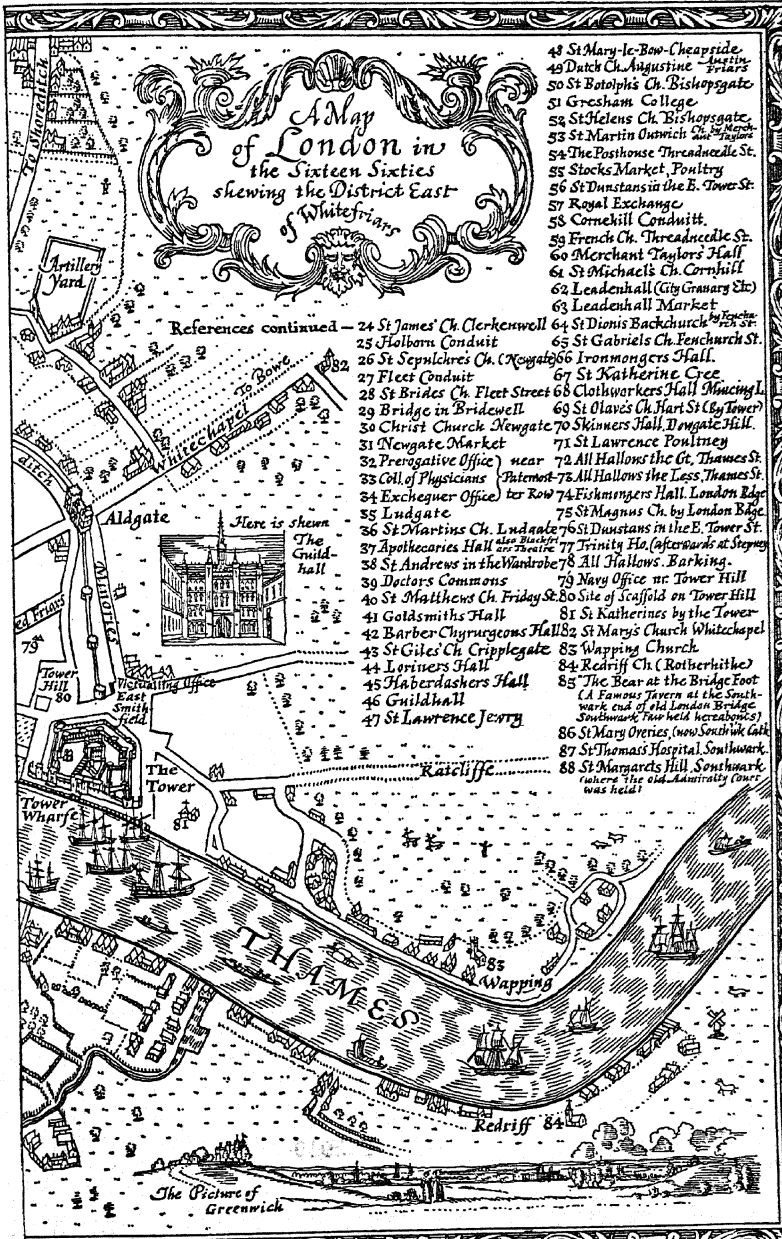 A Map
of London in
the Sixteen Sixties
shewing the District East
of Whitefriars
To Shoreditch
Artillery
Yard
References continued —
24 St James' Ch. Clerkenwell
25 Holborn Conduit
26 St Sepulchre's Ch. (Newgate)
27 Fleet Conduit
28 St Brides Ch. Fleet Street
29 Bridge in Bridewell
30 Christ Church Newgate
31 Newgate Market
32 Prerogative Office } near
33 Coll. of Physicians } Paternost-
34 Exchequer Office } ter Row
35 Ludgate
36 St Martins Ch. Ludgate
37 Apothecaries Hall also Blackfri
ars Theatre
38 St Andrews in the Wardrobe
39 Doctors Commons
40 St Matthews Ch. Friday St.
41 Goldsmiths Hall
42 Barber Chyrurgeons Hall
43 St Giles' Ch Cripplegate
44 Loriners Hall
45 Haberdashers Hall
46 Guildhall
47 St Lawrence Jewry
48 St Mary-le-Bow-Cheapside
49 Dutch Ch. Augustine Austin
Friars
50 St Botolph's Ch. Bishopsgate
51 Gresham College
52 St Helens Ch. Bishopsgate
53 St Martin Outwich Ch. by Merch-
ant Taylors
54 The Posthouse Threadneedle St.
55 Stocks Market, Poultry
56 St Dunstans in the E. Tower St.
57 Royal Exchange
58 Cornehill Conduitt.
59 French Ch. Threadneedle St.
60 Merchant Taylors' Hall
61 St Michael's Ch. Cornhill
62 Leadenhall (City Granary Etc)
63 Leadenhall Market
64 St Dionis Backchurch by Fenchu-
rch St.
65 St Gabriels Ch. Fenchurch St.
66 Ironmongers Hall.
67 St Katherine Cree
68 Clothworkers Hall Mincing L
69 St Olave's Ch. Hart St (By Tower)
70 Skinners Hall, Dowgate Hill.
71 St Lawrence Poultney
72 All Hallows the Gt. Thames St.
73 All Hallows the Less, Thames St.
74 Fishmongers Hall. London Bdge
75 St Magnus Ch. by London Bdge
76 St Dunstans in the E. Tower St.
77 Trinity Ho. (afterwards at Stepney
78 All Hallows. Barking.
79 Navy Office nr. Tower Hill
80 Site of Scaffold on Tower Hill
81 St Katherines by the Tower
82 St Mary's Church Whitechapel
83 Wapping Church
84 Redriff Ch. (Rotherhithe)
85 "The Bear at the Bridge Foot
(A Famous Tavern at the South-
wark end of old London Bridge
Southwark Fair held hereabouts)
86 St Mary Overies, (now Southwk Cath
87 St Thomas's Hospital, Southwark
88 St Margarets Hill, Southwark
(where the old Admiralty Court
was held)
82
To Bowe
Whitechapel
Aldgate
Here is shewn
The
Guild-
hall
Minories
ed Friars
79
Tower
Hill
80
Victualling Office
East
Smith-
field
The
Tower
Tower
Wharfe
81
Ratcliffe
THAMES
83
Wapping
Redriff 84
The Picture of
Greenwich